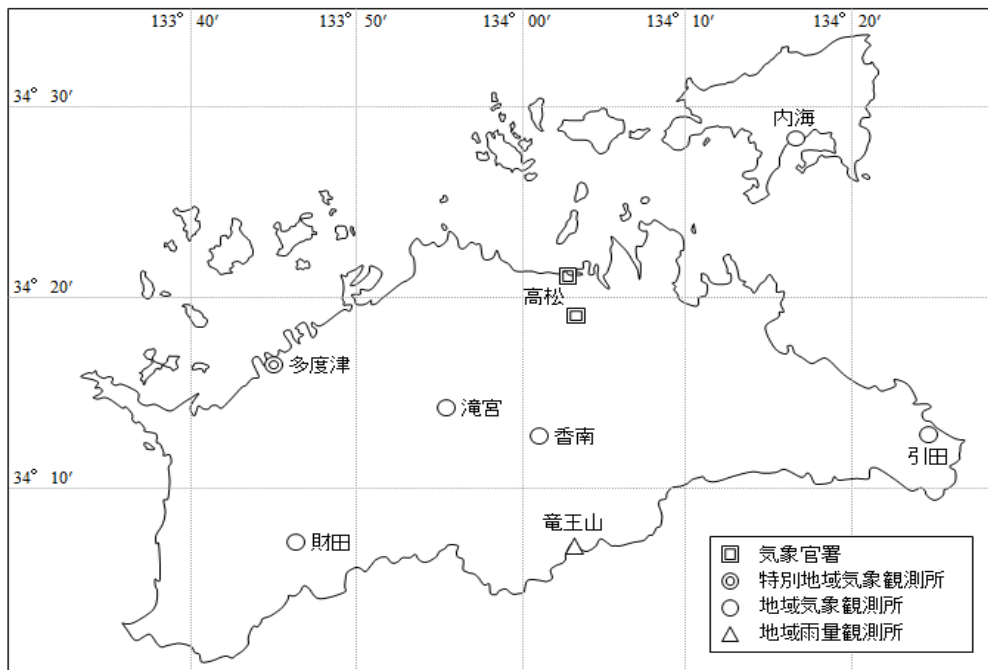 133° 40′ 133° 50′ 134° 00′ 134° 10′ 134° 20′
34° 30′
内海
34° 20′
高松
多度津
滝宮
香南
引田
34° 10′
竜王山
財田
気象官署
特別地域気象観測所
地域気象観測所
地域雨量観測所